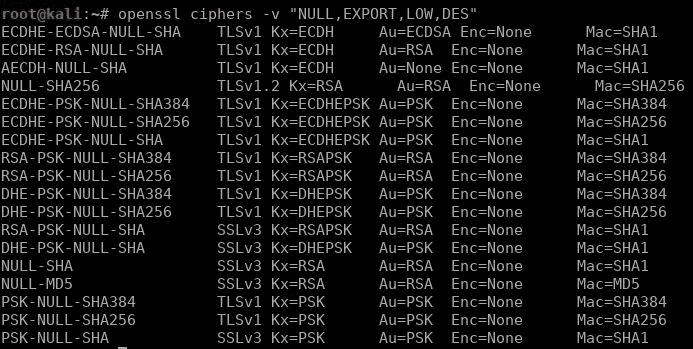 root@kali:~# openssl ciphers -v "NULL,EXPORT,LOW,DES"
ECDHE-ECDSA-NULL-SHA    TLSv1 Kx=ECDH     Au=ECDSA Enc=None      Mac=SHA1
ECDHE-RSA-NULL-SHA      TLSv1 Kx=ECDH     Au=RSA  Enc=None      Mac=SHA1
AECDH-NULL-SHA          TLSv1 Kx=ECDH     Au=None Enc=None      Mac=SHA1
NULL-SHA256             TLSv1.2 Kx=RSA      Au=RSA  Enc=None      Mac=SHA256
ECDHE-PSK-NULL-SHA384   TLSv1 Kx=ECDHEPSK Au=PSK  Enc=None      Mac=SHA384
ECDHE-PSK-NULL-SHA256   TLSv1 Kx=ECDHEPSK Au=PSK  Enc=None      Mac=SHA256
ECDHE-PSK-NULL-SHA      TLSv1 Kx=ECDHEPSK Au=PSK  Enc=None      Mac=SHA1
RSA-PSK-NULL-SHA384     TLSv1 Kx=RSAPSK   Au=RSA  Enc=None      Mac=SHA384
RSA-PSK-NULL-SHA256     TLSv1 Kx=RSAPSK   Au=RSA  Enc=None      Mac=SHA256
DHE-PSK-NULL-SHA384     TLSv1 Kx=DHEPSK   Au=PSK  Enc=None      Mac=SHA384
DHE-PSK-NULL-SHA256     TLSv1 Kx=DHEPSK   Au=PSK  Enc=None      Mac=SHA256
RSA-PSK-NULL-SHA        SSLv3 Kx=RSAPSK   Au=RSA  Enc=None      Mac=SHA1
DHE-PSK-NULL-SHA        SSLv3 Kx=DHEPSK   Au=PSK  Enc=None      Mac=SHA1
NULL-SHA                SSLv3 Kx=RSA      Au=RSA  Enc=None      Mac=SHA1
NULL-MD5                SSLv3 Kx=RSA      Au=RSA  Enc=None      Mac=MD5
PSK-NULL-SHA384         TLSv1 Kx=PSK      Au=PSK  Enc=None      Mac=SHA384
PSK-NULL-SHA256         TLSv1 Kx=PSK      Au=PSK  Enc=None      Mac=SHA256
PSK-NULL-SHA            SSLv3 Kx=PSK      Au=PSK  Enc=None      Mac=SHA1